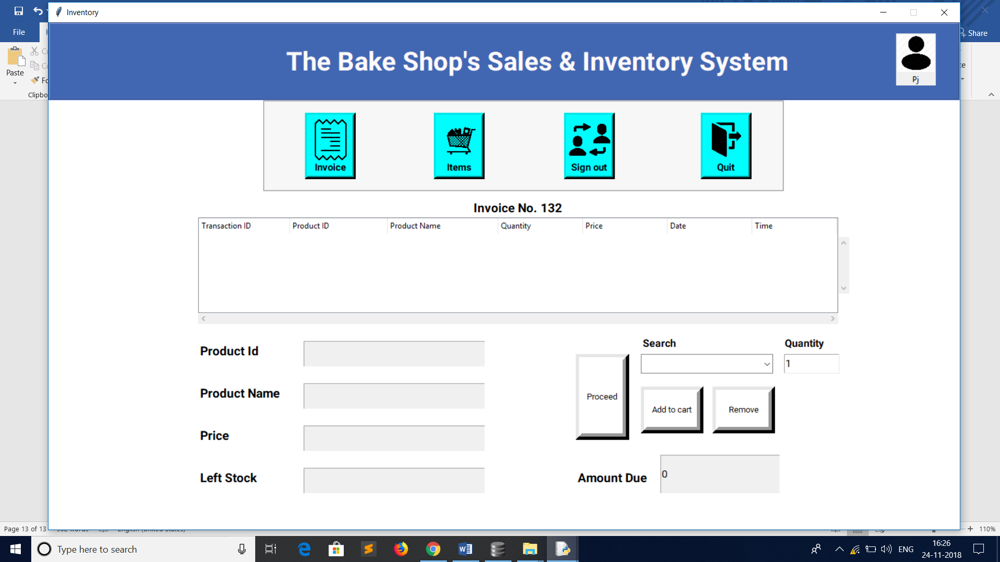 Inventory
File
Share
The Bake Shop's Sales & Inventory System
Pj
Paste
Clipbo
Invoice
Items
Sign out
Quit
Invoice No. 132
Transaction ID Product ID Product Name Quantity Price Date Time
Search Quantity
Product Id
1
Product Name
Proceed
Add to cart Remove
Price
Left Stock
Amount Due 0
Page 13 of 13
110%
Type here to search
ENG
16:26
24-11-2018